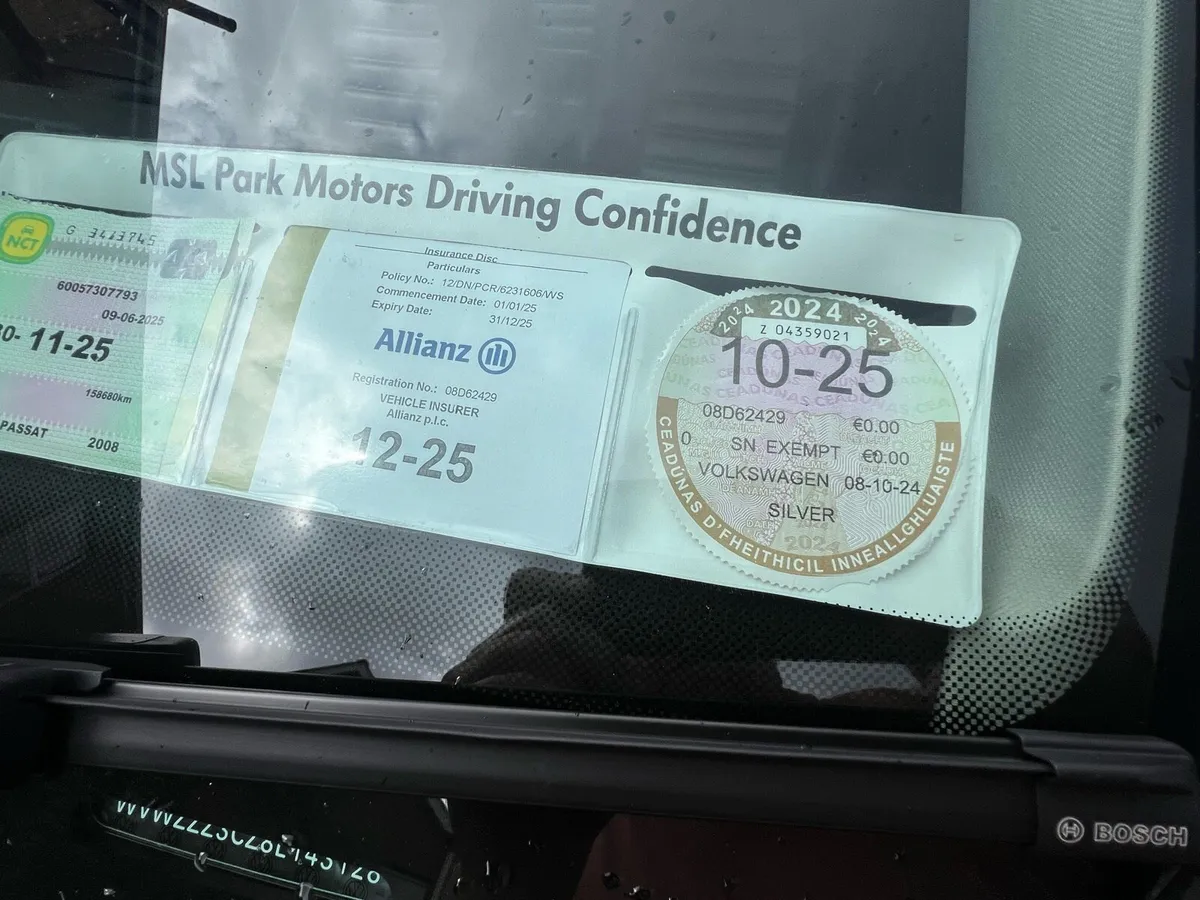 MSL Park Motors Driving Confidence
NCT
G 3413745
60057307793
09-06-2025
11-25
158680km
PASSAT 2008
Insurance Disc
Particulars
Policy No.: 12/DN/PCR/6231606/WS
Commencement Date: 01/01/25
Expiry Date: 31/12/25
Allianz
Registration No.: 08D62429
VEHICLE INSURER
Allianz p.l.c.
12-25
2024 2024 2024
Z 04359021
10-25
08D62429 €0.00
0 SN EXEMPT €0.00
VOLKSWAGEN 08-10-24
SILVER
2024
CEADÚNAS D'FHEITHICIL INNEALLGHLUAISTE
BOSCH